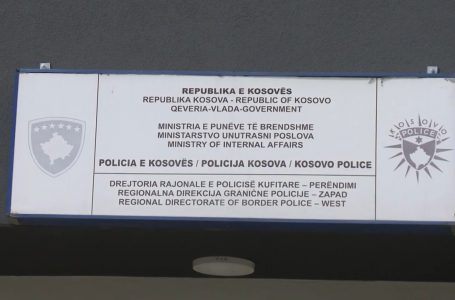 REPUBLIKA E KOSOVËS
REPUBLIKA KOSOVA - REPUBLIC OF KOSOVO
QEVERIA-VLADA-GOVERNMENT
MINISTRIA E PUNËVE TË BRENDSHME
MINISTARSTVO UNUTRASNI POSLOVA
MINISTRY OF INTERNAL AFFAIRS
POLICIA E KOSOVËS / POLICIJA KOSOVA / KOSOVO POLICE
DREJTORIA RAJONALE E POLICISË KUFITARE – PERËNDIMI
REGIONALNA DIREKCIJA GRANIČNE POLICIJE – ZAPAD
REGIONAL DIRECTORATE OF BORDER POLICE – WEST
KOSOVO
POLICE